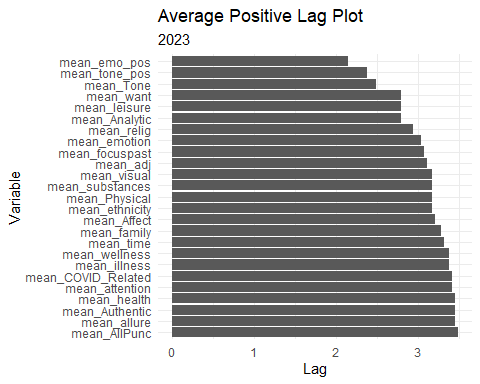 Average Positive Lag Plot
2023
mean_emo_pos
mean_tone_pos
mean_Tone
mean_want
mean_leisure
mean_Analytic
mean_relig
mean_emotion
mean_focuspast
mean_adj
mean_visual
mean_substances
mean_Physical
mean_ethnicity
mean_Affect
mean_family
mean_time
mean_wellness
mean_illness
mean_COVID_Related
mean_attention
mean_health
mean_Authentic
mean_allure
mean_AllPunc
Variable
0 1 2 3
Lag